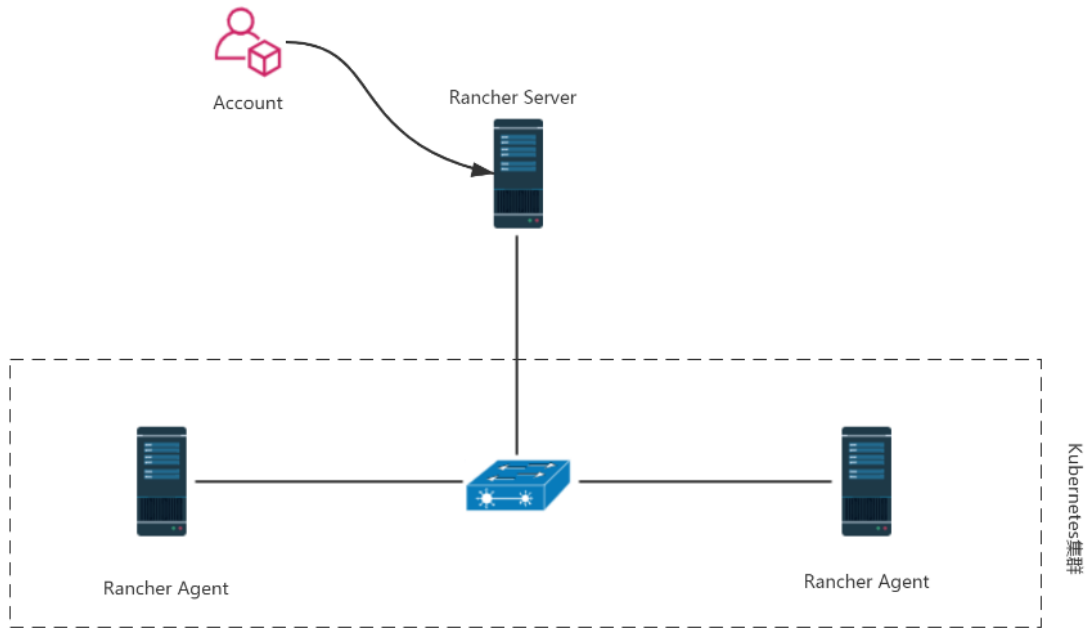 Account
Rancher Server
Kubernetes集群
Rancher Agent
Rancher Agent